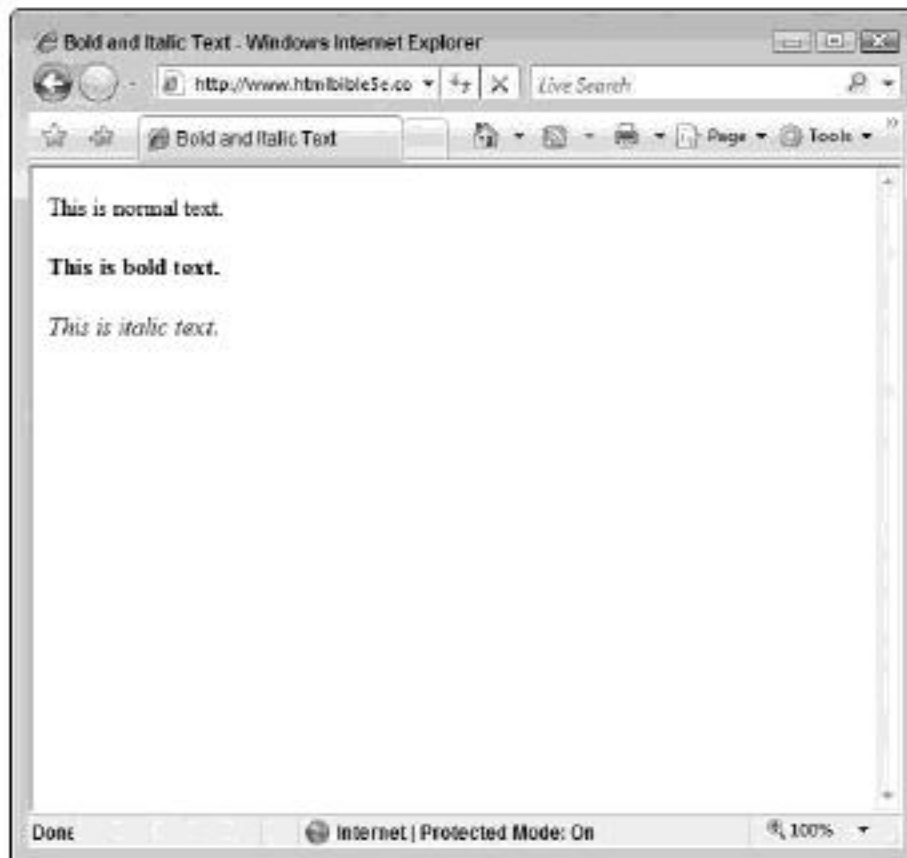 Bold and Italic Text - Windows Internet Explorer
http://www.htmlbible5e.co Live Search
Bold and Italic Text Page Tools
This is normal text.
This is bold text.
This is italic text.
Done Internet | Protected Mode: On 100%